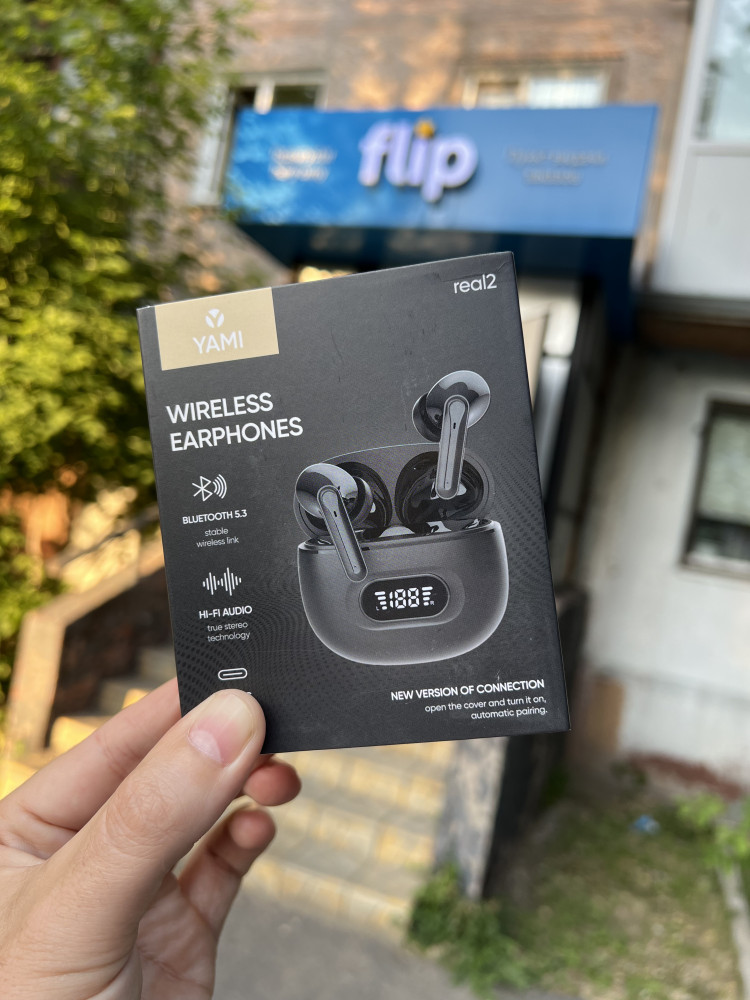 flip
real2
YAMI
WIRELESS
EARPHONES
BLUETOOTH 5.3
stable
wireless link
HI-FI AUDIO
true stereo
technology
L 188 R
NEW VERSION OF CONNECTION
open the cover and turn it on,
automatic pairing.